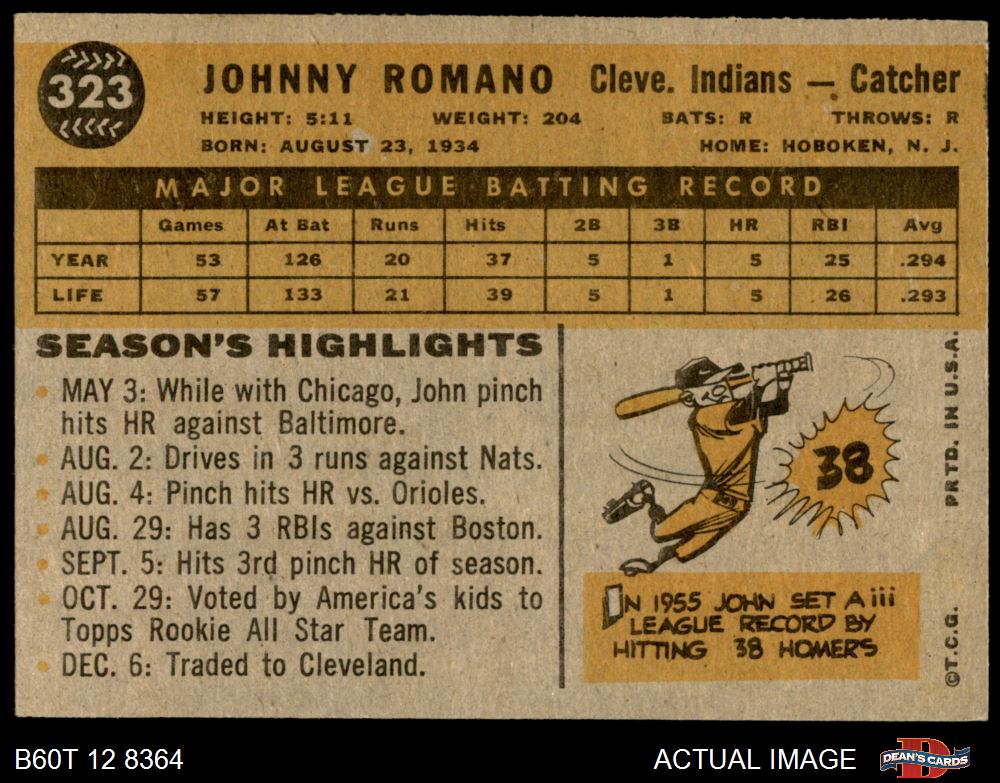 323
JOHNNY ROMANO Cleve. Indians — Catcher
HEIGHT: 5:11 WEIGHT: 204 BATS: R THROWS: R
BORN: AUGUST 23, 1934 HOME: HOBOKEN, N. J.
MAJOR LEAGUE BATTING RECORD
Games At Bat Runs Hits 2B 3B HR RBI Avg
YEAR 53 126 20 37 5 1 5 25 .294
LIFE 57 133 21 39 5 1 5 26 .293
SEASON'S HIGHLIGHTS
• MAY 3: While with Chicago, John pinch
hits HR against Baltimore.
• AUG. 2: Drives in 3 runs against Nats.
• AUG. 4: Pinch hits HR vs. Orioles.
• AUG. 29: Has 3 RBIs against Boston.
• SEPT. 5: Hits 3rd pinch HR of season.
• OCT. 29: Voted by America's kids to
Topps Rookie All Star Team.
• DEC. 6: Traded to Cleveland.
38
IN 1955 JOHN SET A iii
LEAGUE RECORD BY
HITTING 38 HOMERS
©T.C.G. PRTD. IN U.S.A.
B60T 12 8364
ACTUAL IMAGE
DEAN'S CARDS